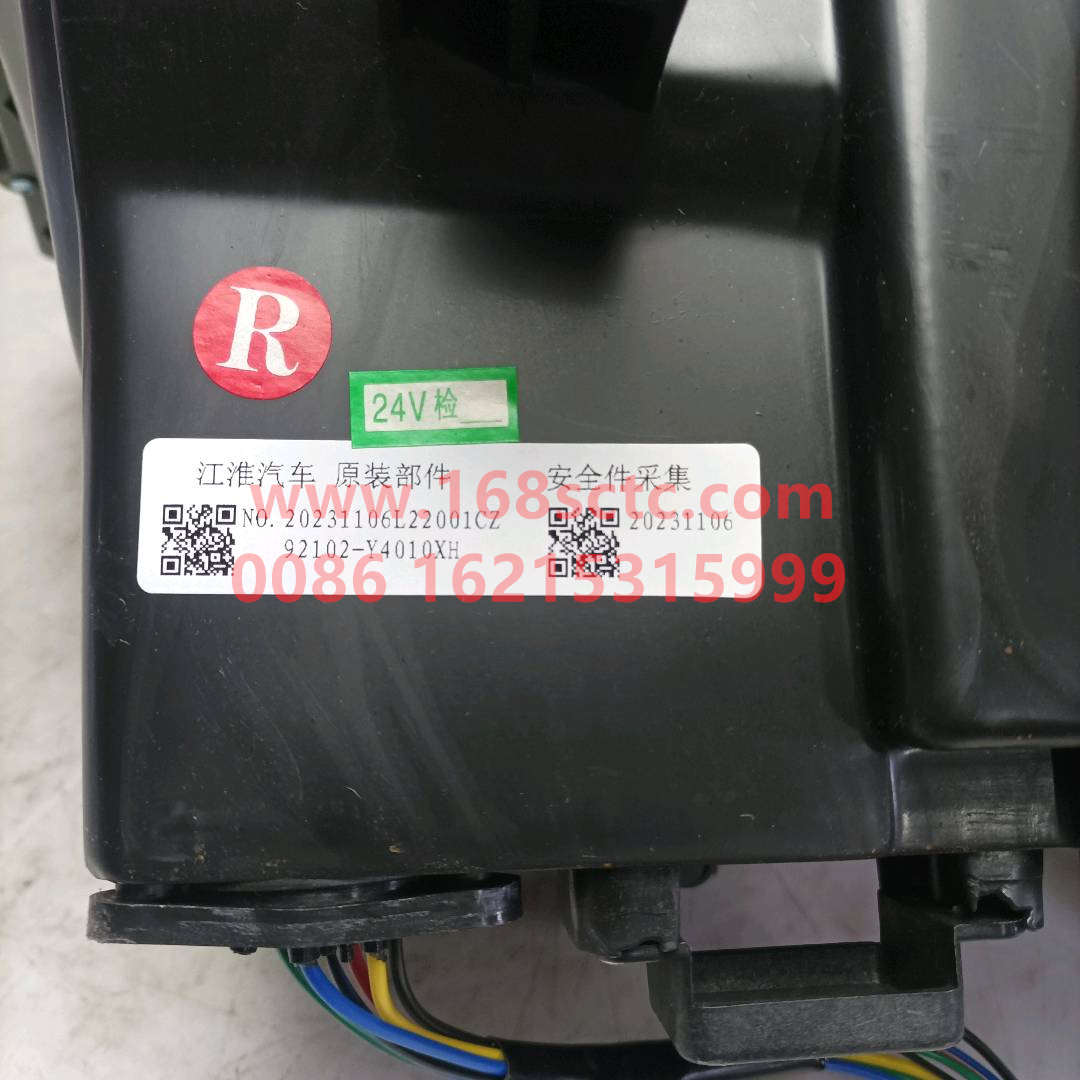 R
24V检
江淮汽车 原装部件
安全件采集
www.168sctc.com
NO. 20231106L22001CZ
20231106
92102-Y4010XH
0086 16215315999